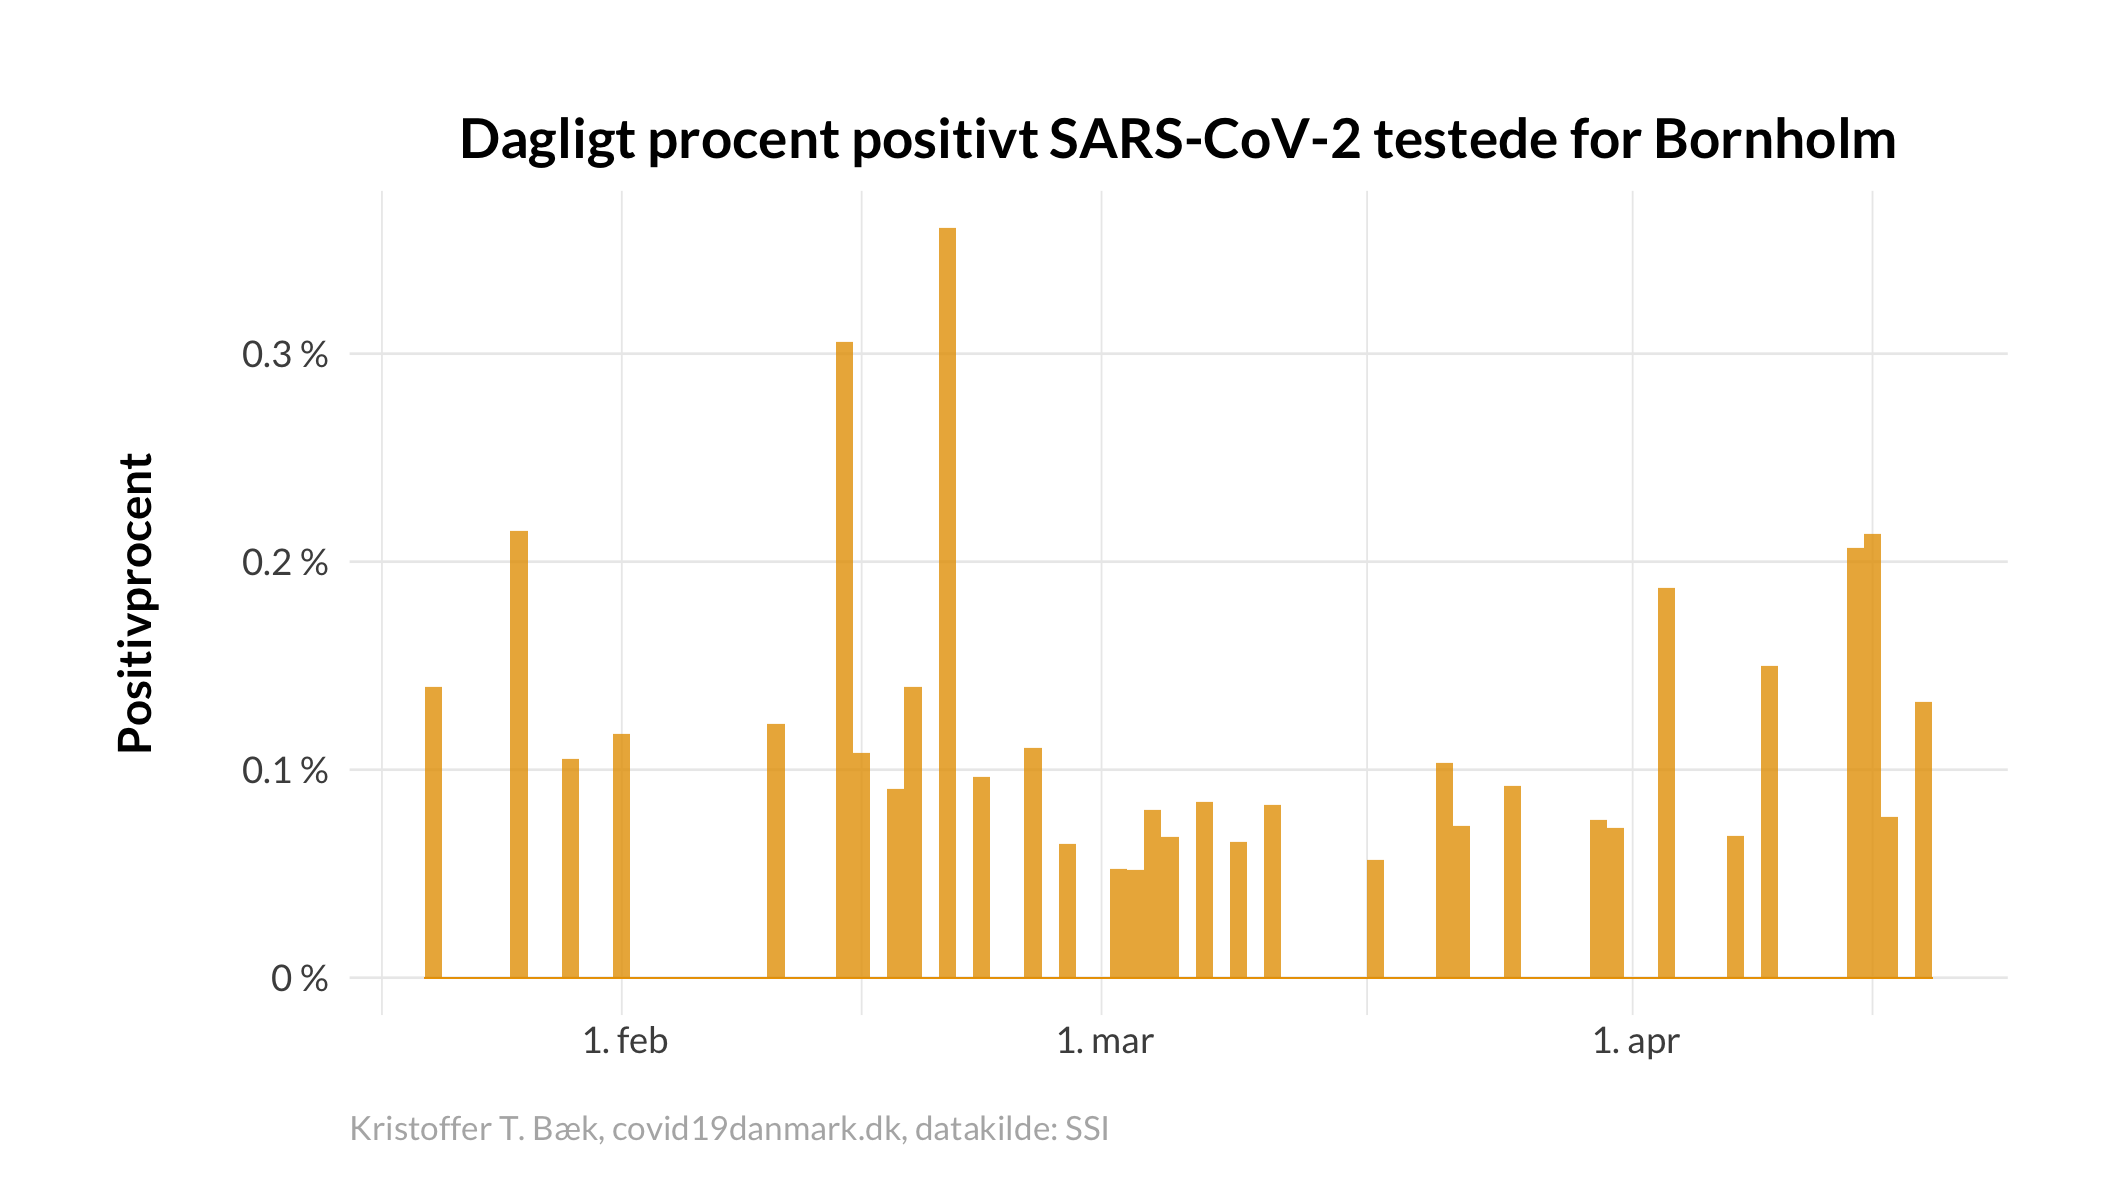 Dagligt procent positivt SARS-CoV-2 testede for Bornholm
Positivprocent
0.3 %
0.2 %
0.1 %
0 %
1. feb
1. mar
1. apr
Kristoffer T. Bæk, covid19danmark.dk, datakilde: SSI